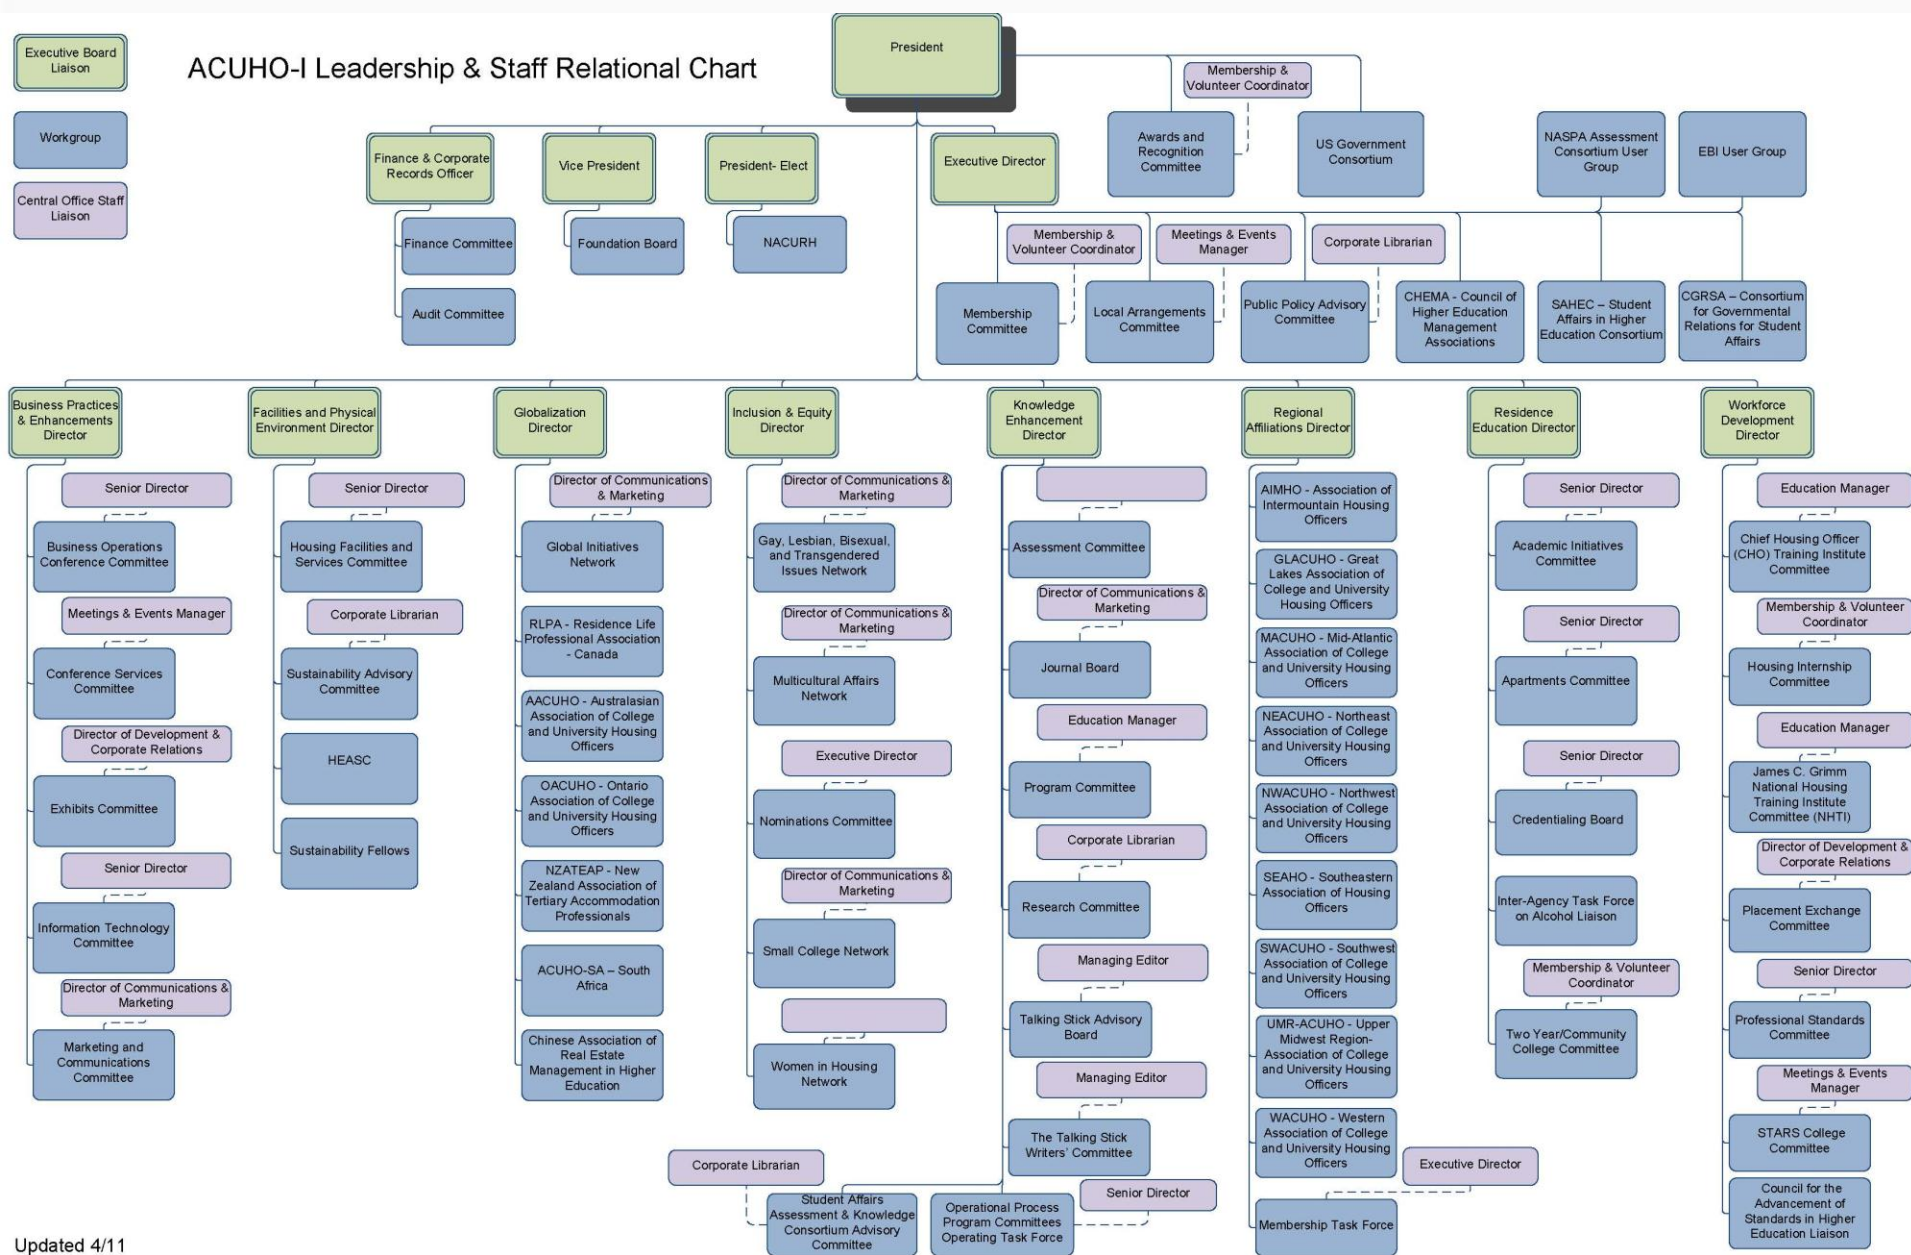 Executive Board
Liaison
Workgroup
Central Office Staff
Liaison
ACUHO-I Leadership & Staff Relational Chart
President
Membership &
Volunteer Coordinator
Finance & Corporate
Records Officer
Vice President
President- Elect
Executive Director
Awards and
Recognition
Committee
US Government
Consortium
NASPA Assessment
Consortium User
Group
EBI User Group
Finance Committee
Audit Committee
Foundation Board
NACURH
Membership &
Volunteer Coordinator
Meetings & Events
Manager
Corporate Librarian
Membership
Committee
Local Arrangements
Committee
Public Policy Advisory
Committee
CHEMA - Council of
Higher Education
Management
Associations
SAHEC – Student
Affairs in Higher
Education Consortium
CGRSA – Consortium
for Governmental
Relations for Student
Affairs
Business Practices
& Enhancements
Director
Senior Director
Business Operations
Conference Committee
Meetings & Events Manager
Conference Services
Committee
Director of Development &
Corporate Relations
Exhibits Committee
Senior Director
Information Technology
Committee
Director of Communications &
Marketing
Marketing and
Communications
Committee
Facilities and Physical
Environment Director
Senior Director
Housing Facilities and
Services Committee
Corporate Librarian
Sustainability Advisory
Committee
HEASC
Sustainability Fellows
Globalization
Director
Director of Communications
& Marketing
Global Initiatives
Network
RLPA - Residence Life
Professional Association
- Canada
AACUHO - Australasian
Association of College
and University Housing
Officers
OACUHO - Ontario
Association of College
and University Housing
Officers
NZATEAP - New
Zealand Association of
Tertiary Accommodation
Professionals
ACUHO-SA – South
Africa
Chinese Association of
Real Estate
Management in Higher
Education
Inclusion & Equity
Director
Director of Communications &
Marketing
Gay, Lesbian, Bisexual,
and Transgendered
Issues Network
Director of Communications &
Marketing
Multicultural Affairs
Network
Executive Director
Nominations Committee
Director of Communications &
Marketing
Small College Network
Women in Housing
Network
Knowledge
Enhancement
Director
Assessment Committee
Director of Communications &
Marketing
Journal Board
Education Manager
Program Committee
Corporate Librarian
Research Committee
Managing Editor
Talking Stick Advisory
Board
Managing Editor
The Talking Stick
Writers' Committee
Corporate Librarian
Student Affairs
Assessment & Knowledge
Consortium Advisory
Committee
Senior Director
Operational Process
Program Committees
Operating Task Force
Regional
Affiliations Director
AIMHO - Association of
Intermountain Housing
Officers
GLACUHO - Great
Lakes Association of
College and University
Housing Officers
MACUHO - Mid-Atlantic
Association of College
and University Housing
Officers
NEACUHO - Northeast
Association of College
and University Housing
Officers
NWACUHO - Northwest
Association of College
and University Housing
Officers
SEAHO - Southeastern
Association of Housing
Officers
SWACUHO - Southwest
Association of College
and University Housing
Officers
UMR-ACUHO - Upper
Midwest Region-
Association of College
and University Housing
Officers
WACUHO - Western
Association of College
and University Housing
Officers
Executive Director
Membership Task Force
Residence
Education Director
Senior Director
Academic Initiatives
Committee
Senior Director
Apartments Committee
Senior Director
Credentialing Board
Inter-Agency Task Force
on Alcohol Liaison
Membership & Volunteer
Coordinator
Two Year/Community
College Committee
Workforce
Development
Director
Education Manager
Chief Housing Officer
(CHO) Training Institute
Committee
Membership & Volunteer
Coordinator
Housing Internship
Committee
Education Manager
James C. Grimm
National Housing
Training Institute
Committee (NHTI)
Director of Development &
Corporate Relations
Placement Exchange
Committee
Senior Director
Professional Standards
Committee
Meetings & Events
Manager
STARS College
Committee
Council for the
Advancement of
Standards in Higher
Education Liaison
Updated 4/11